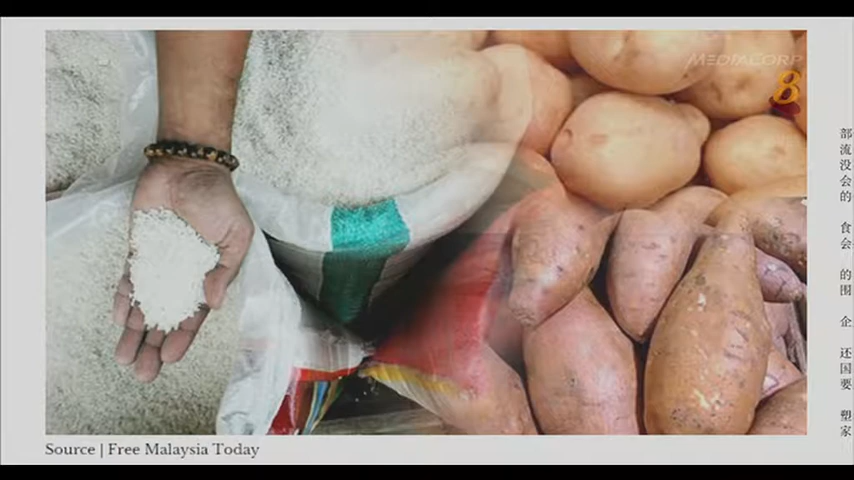 MEDIACORP
8
部
流
没
会
的
食
会
的
围
企
还
国
要
塑
家
Source | Free Malaysia Today